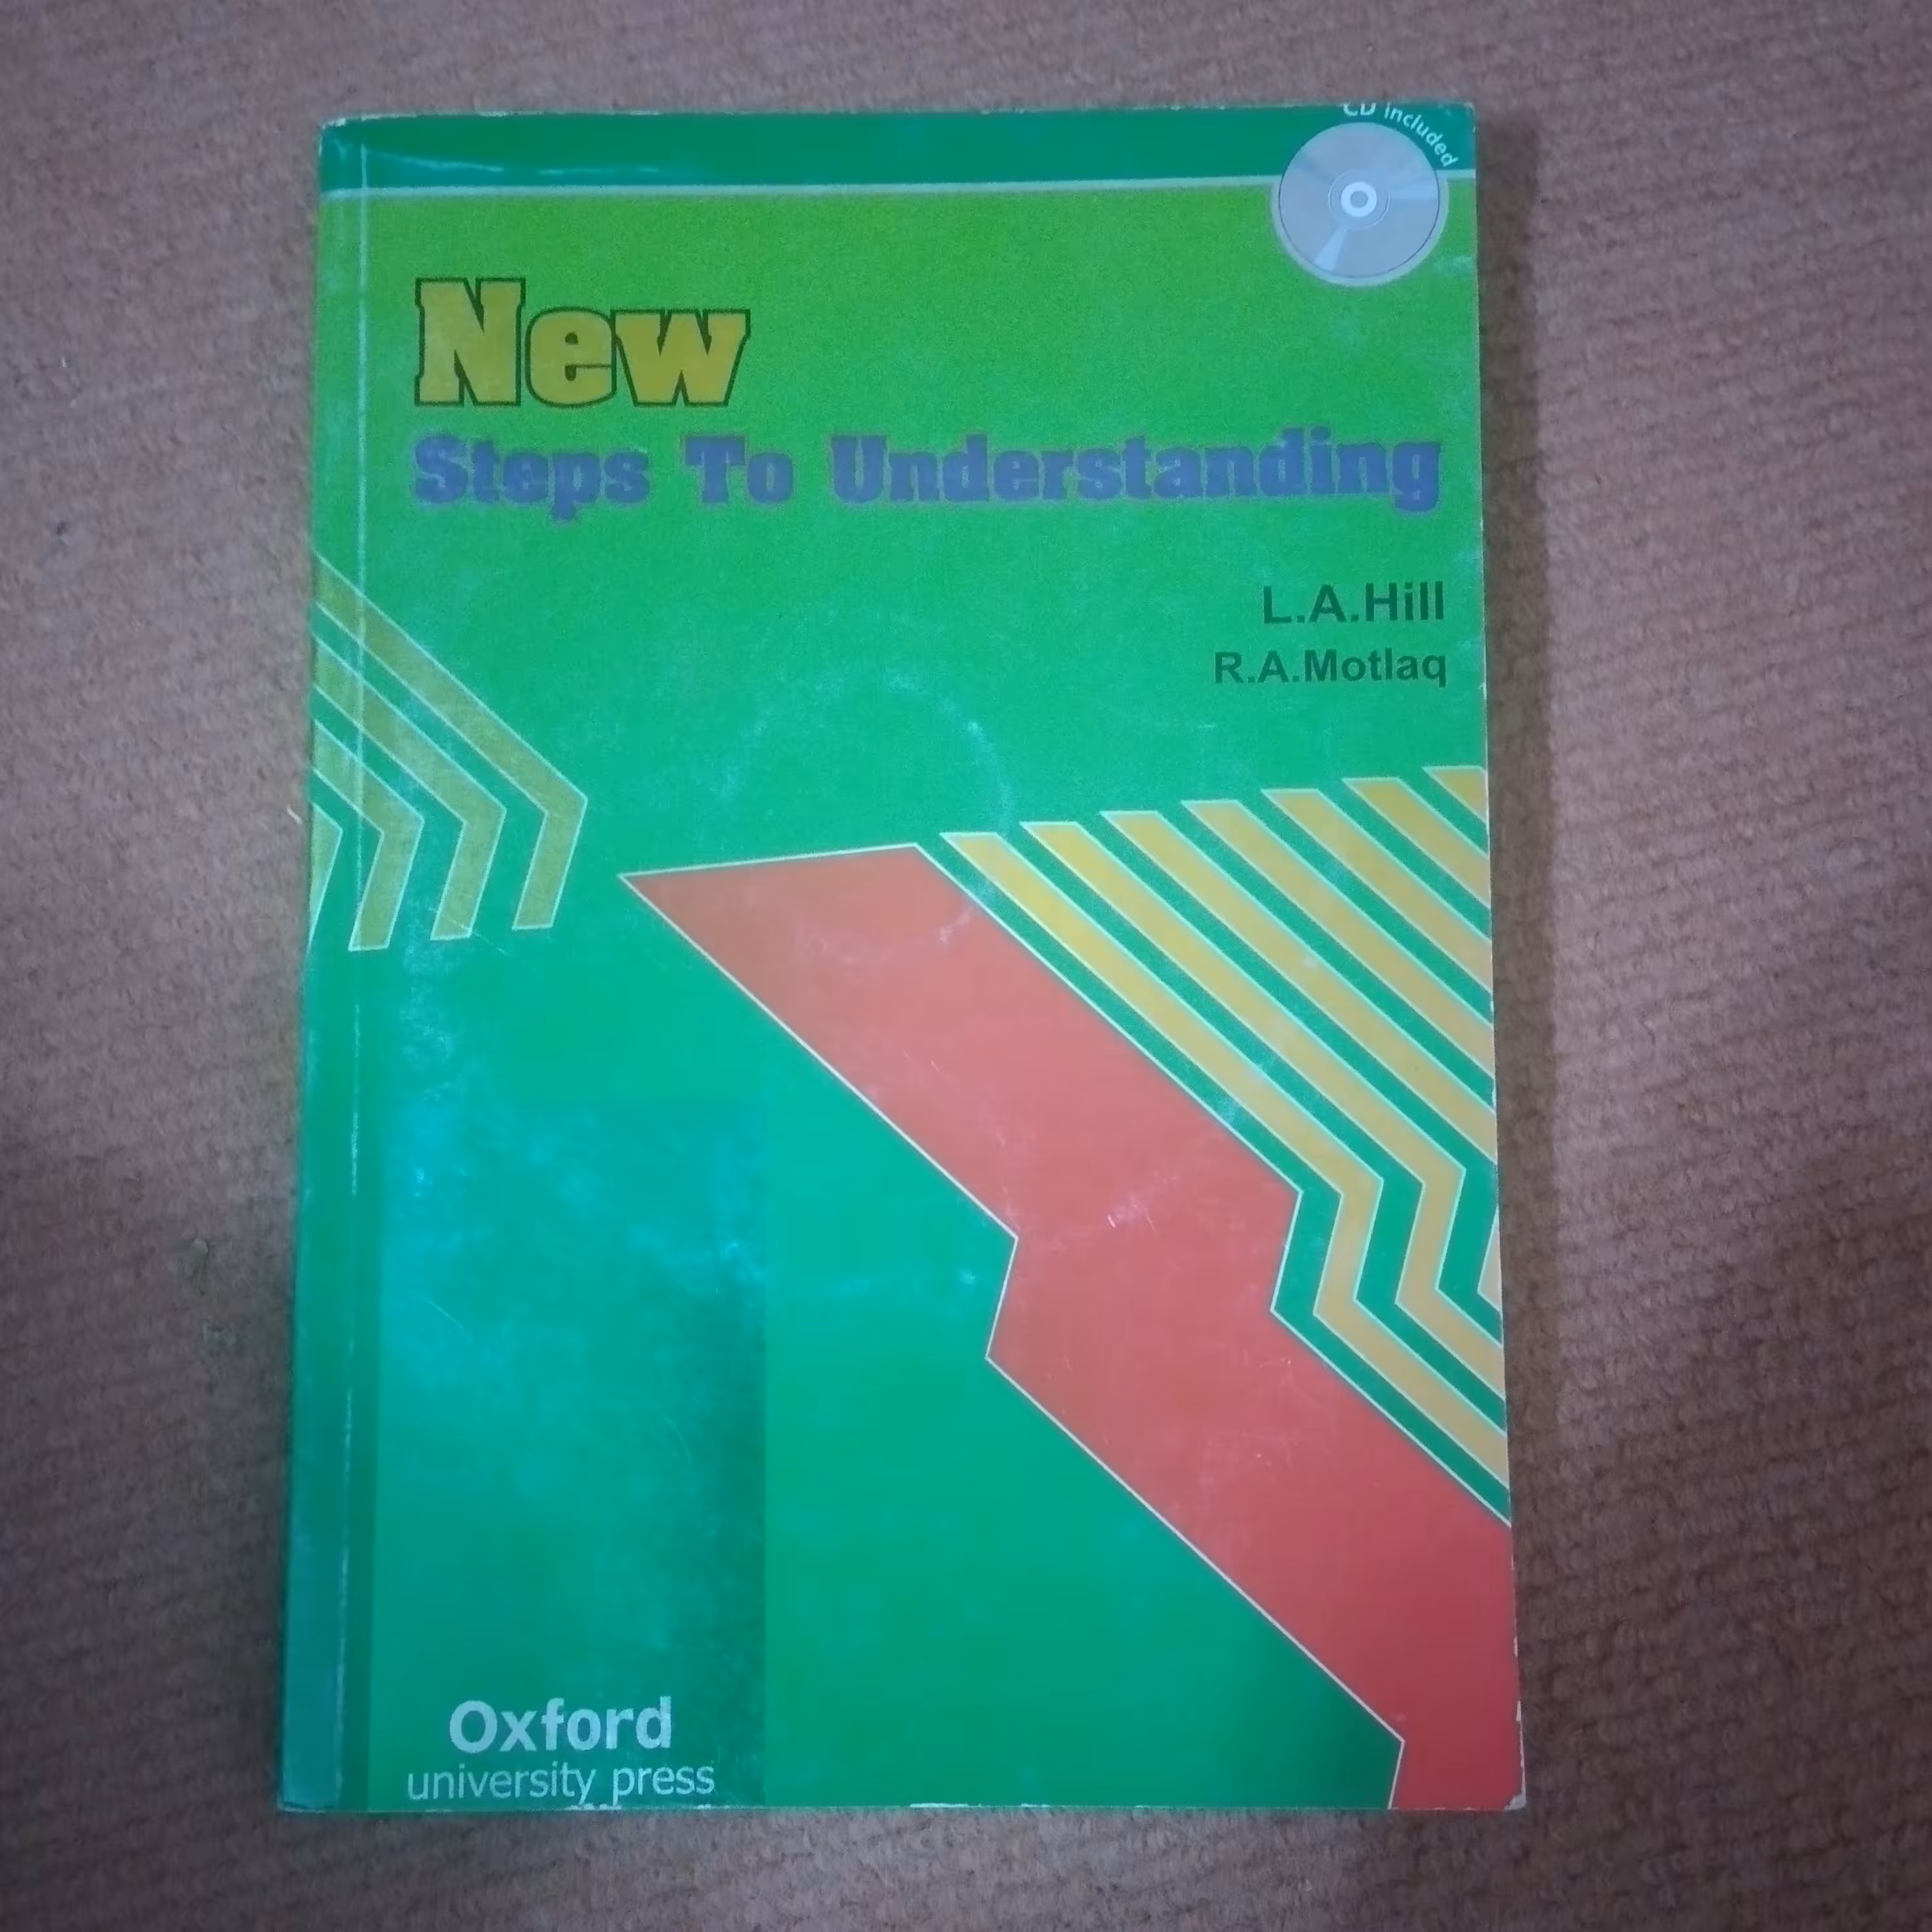 CD included
New
Steps To Understanding
L.A.Hill
R.A.Motlaq
Oxford
university press